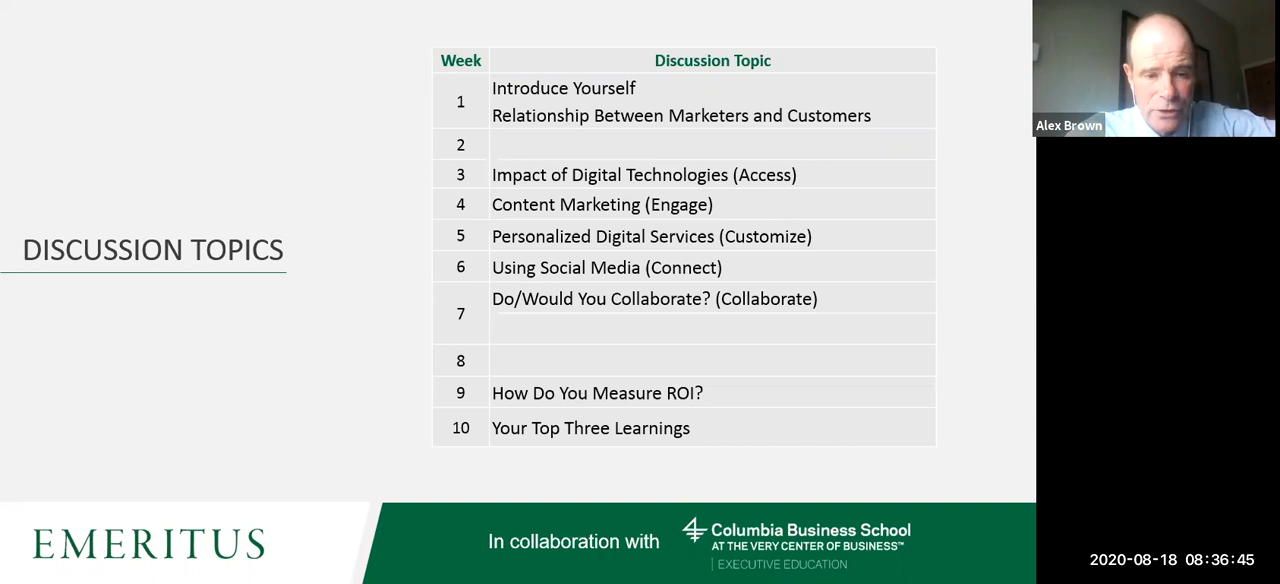 Week Discussion Topic
1 Introduce Yourself
Relationship Between Marketers and Customers
2
3 Impact of Digital Technologies (Access)
4 Content Marketing (Engage)
5 Personalized Digital Services (Customize)
6 Using Social Media (Connect)
7 Do/Would You Collaborate? (Collaborate)
8
9 How Do You Measure ROI?
10 Your Top Three Learnings
DISCUSSION TOPICS
Alex Brown
EMERITUS
In collaboration with
Columbia Business School
AT THE VERY CENTER OF BUSINESS™
EXECUTIVE EDUCATION
2020-08-18 08:36:45